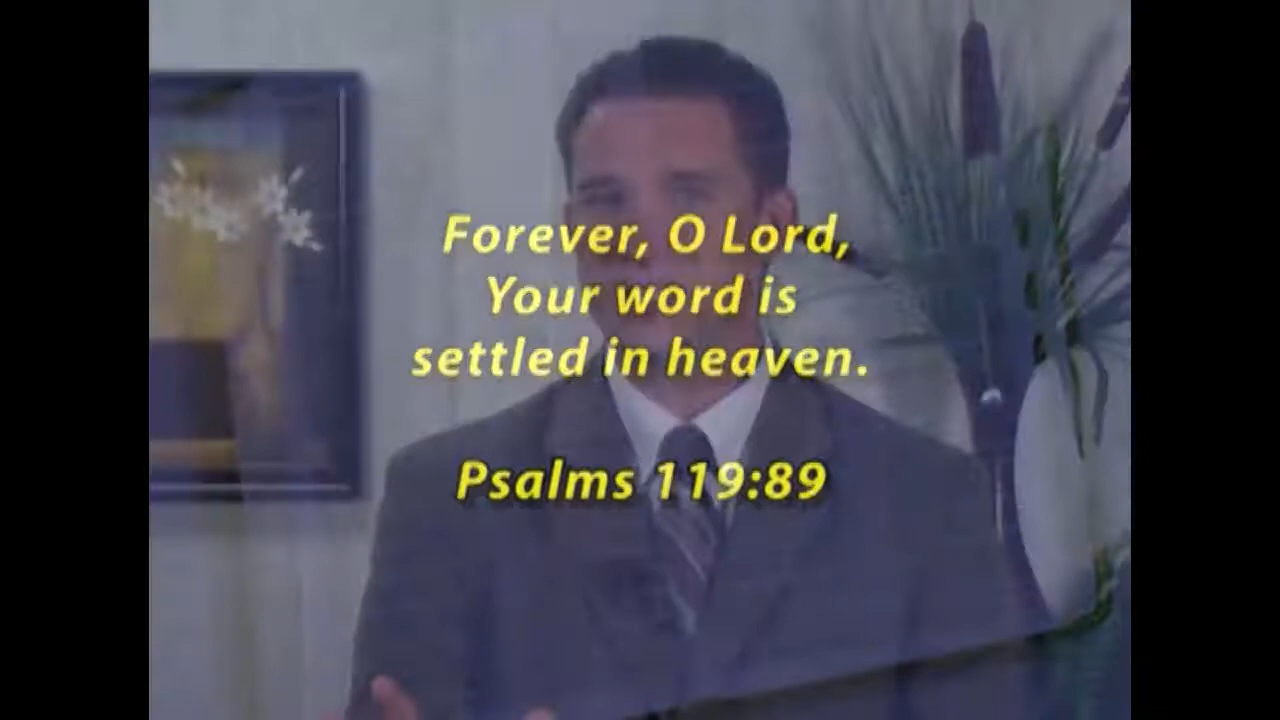 Forever, O Lord,
Your word is
settled in heaven.
Psalms 119:89